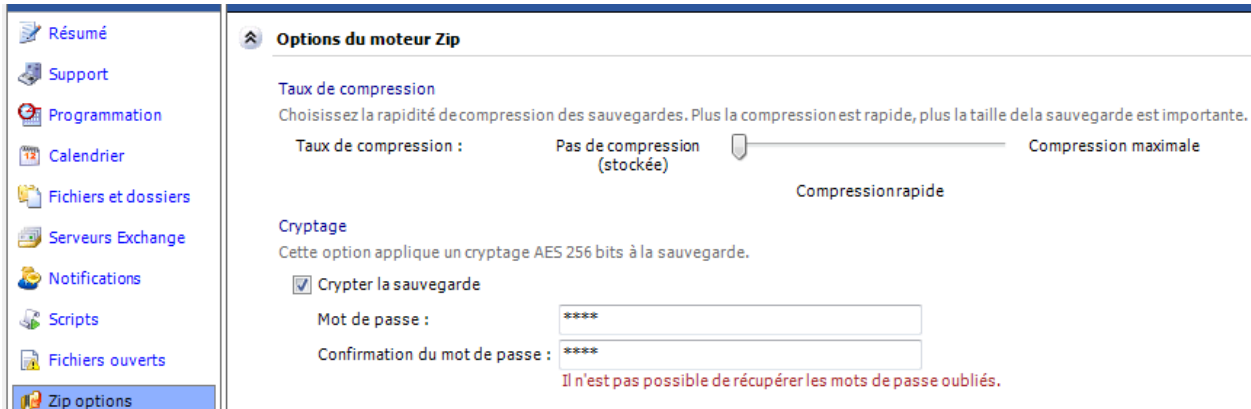 Résumé
Support
Programmation
Calendrier
Fichiers et dossiers
Serveurs Exchange
Notifications
Scripts
Fichiers ouverts
Zip options
Options du moteur Zip
Taux de compression
Choisissez la rapidité de compression des sauvegardes. Plus la compression est rapide, plus la taille de la sauvegarde est importante.
Taux de compression : Pas de compression Compression maximale
(stockée)
Compression rapide
Cryptage
Cette option applique un cryptage AES 256 bits à la sauvegarde.
Crypter la sauvegarde
Mot de passe : ****
Confirmation du mot de passe : ****
Il n'est pas possible de récupérer les mots de passe oubliés.